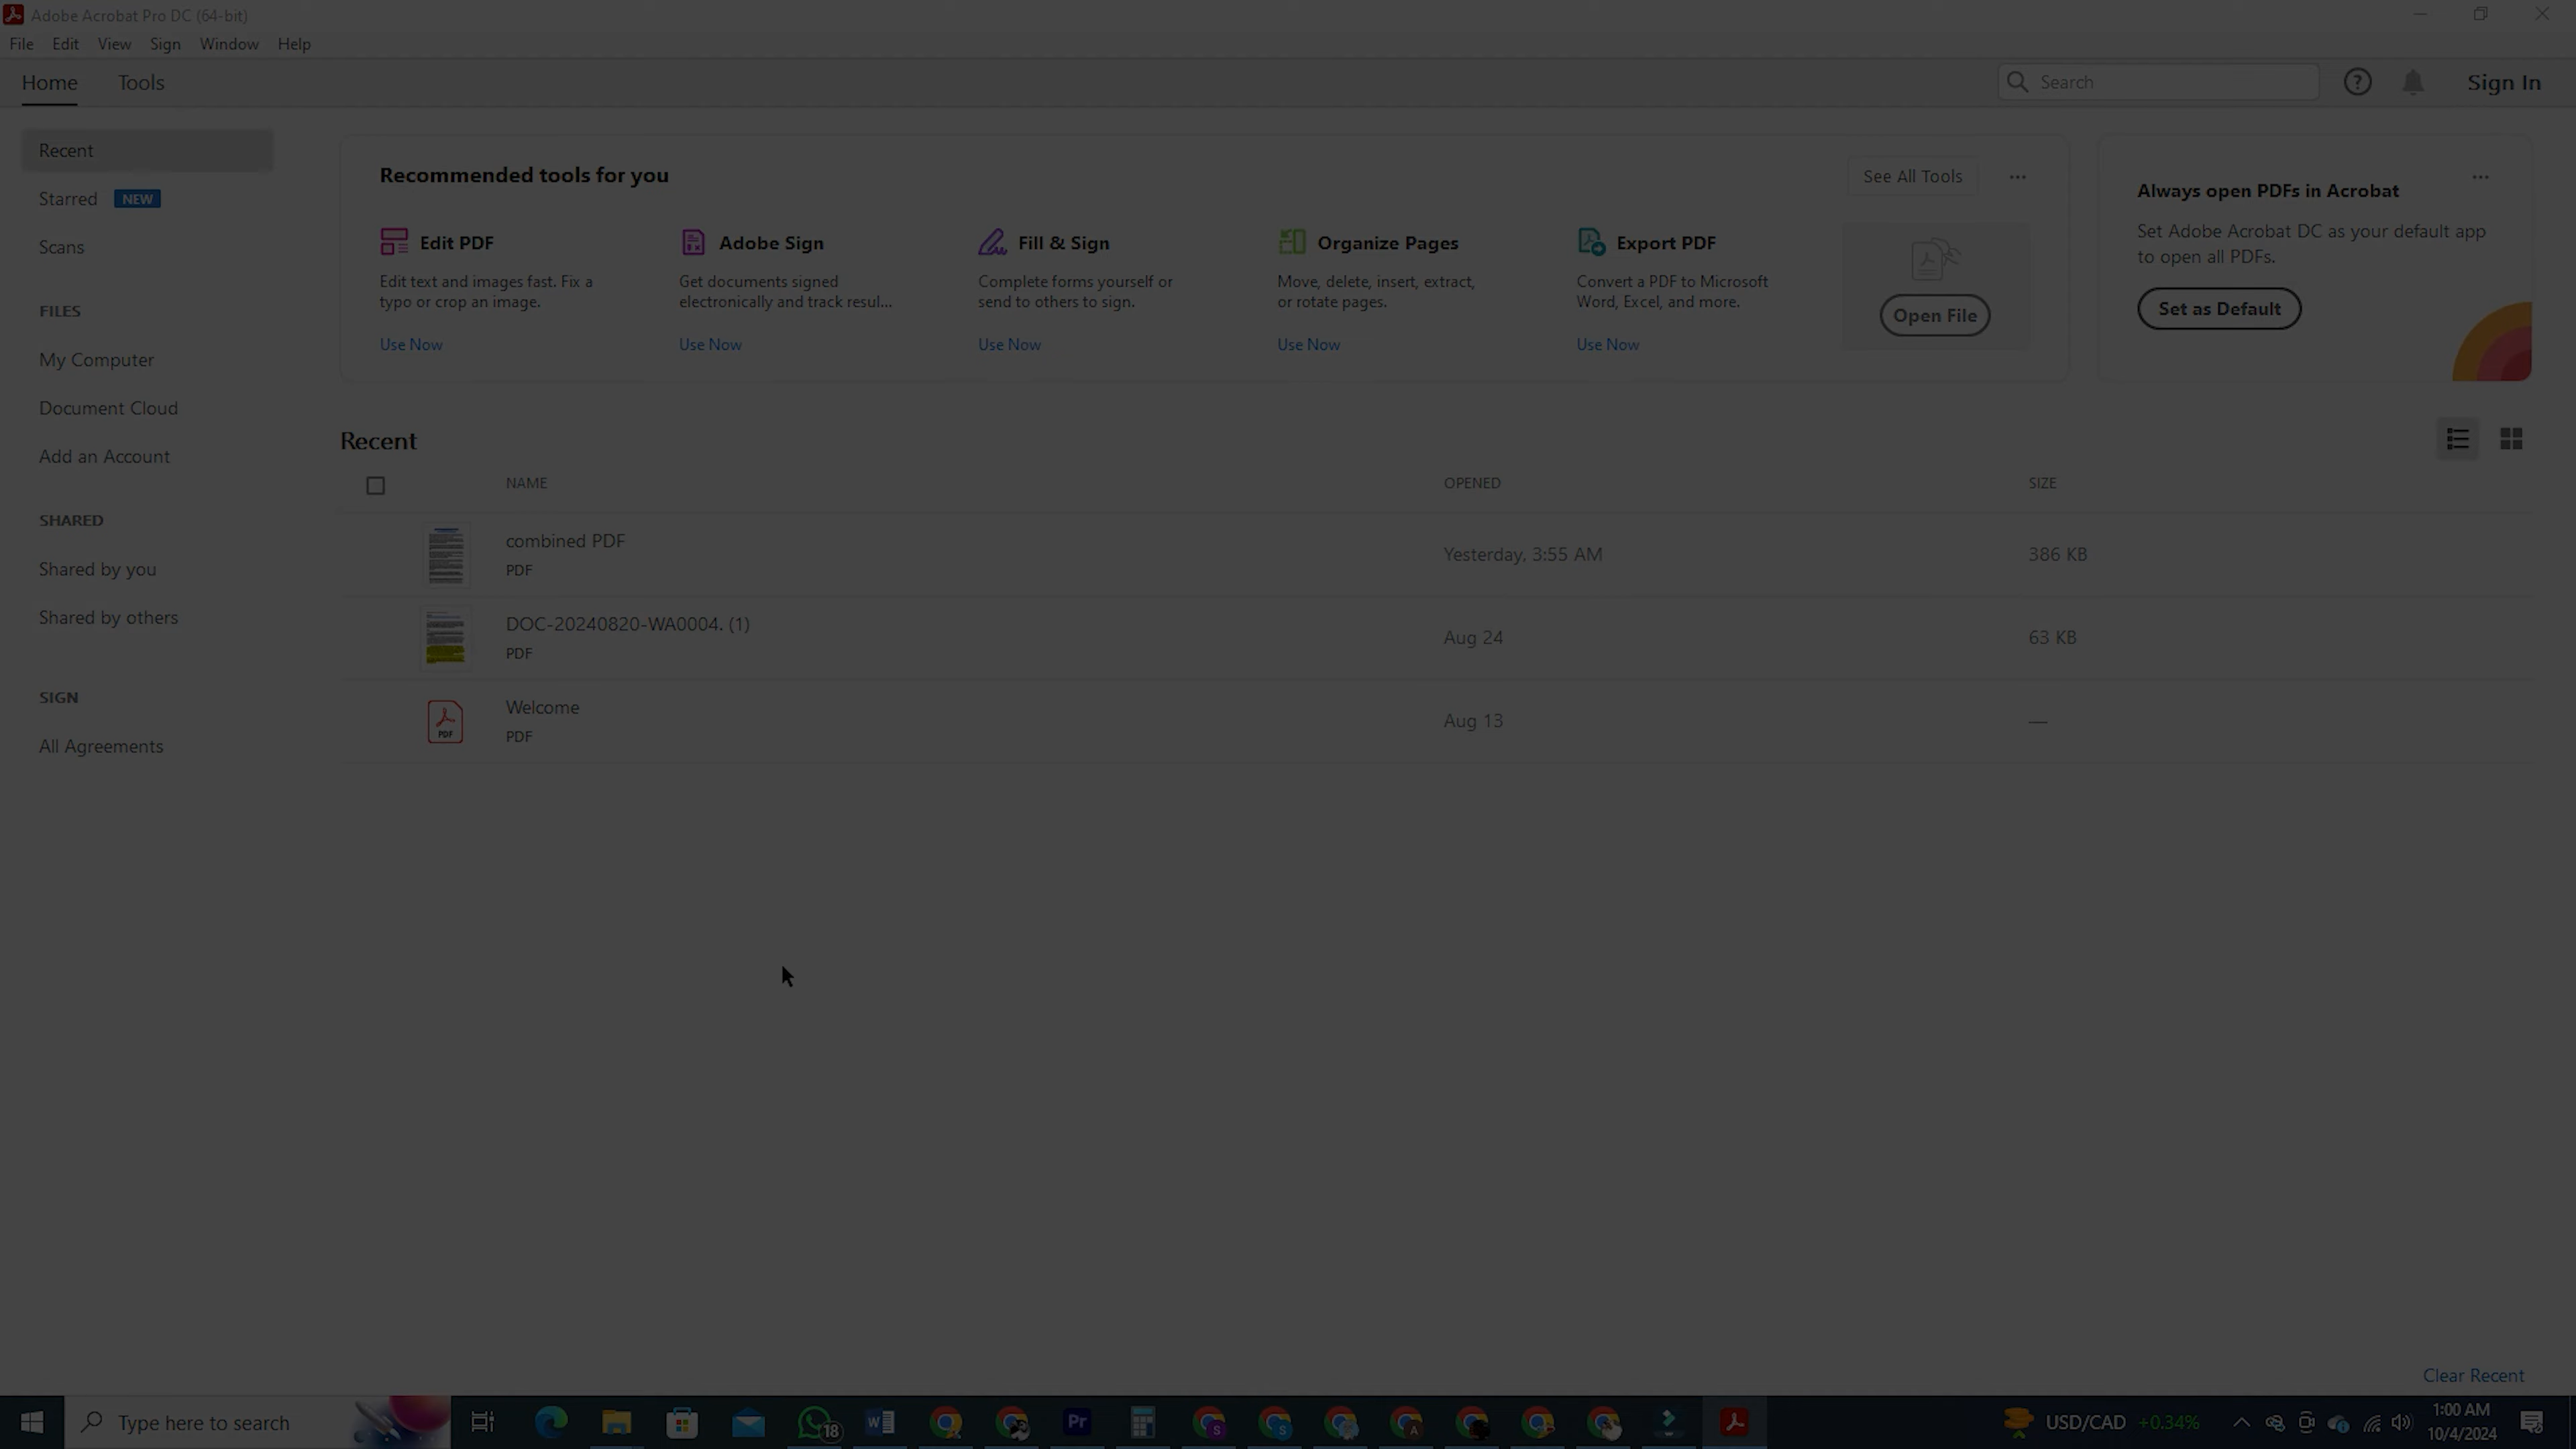 Adobe Acrobat Pro DC (64-bit)
File Edit View Sign Window Help
Home Tools
Search
Sign In
Recent
Starred NEW
Scans
FILES
My Computer
Document Cloud
Add an Account
SHARED
Shared by you
Shared by others
SIGN
All Agreements
Recommended tools for you
See All Tools
Edit PDF
Edit text and images fast. Fix a
typo or crop an image.
Use Now
Adobe Sign
Get documents signed
electronically and track resul...
Use Now
Fill & Sign
Complete forms yourself or
send to others to sign.
Use Now
Organize Pages
Move, delete, insert, extract,
or rotate pages.
Use Now
Export PDF
Convert a PDF to Microsoft
Word, Excel, and more.
Use Now
Open File
Always open PDFs in Acrobat
Set Adobe Acrobat DC as your default app
to open all PDFs.
Set as Default
Recent
NAME OPENED SIZE
combined PDF
PDF
Yesterday, 3:55 AM
386 KB
DOC-20240820-WA0004. (1)
PDF
Aug 24
63 KB
Welcome
PDF
PDF
Aug 13
—
Clear Recent
Type here to search
18
W
Pr
S
S
A
USD/CAD +0.34%
1:00 AM
10/4/2024